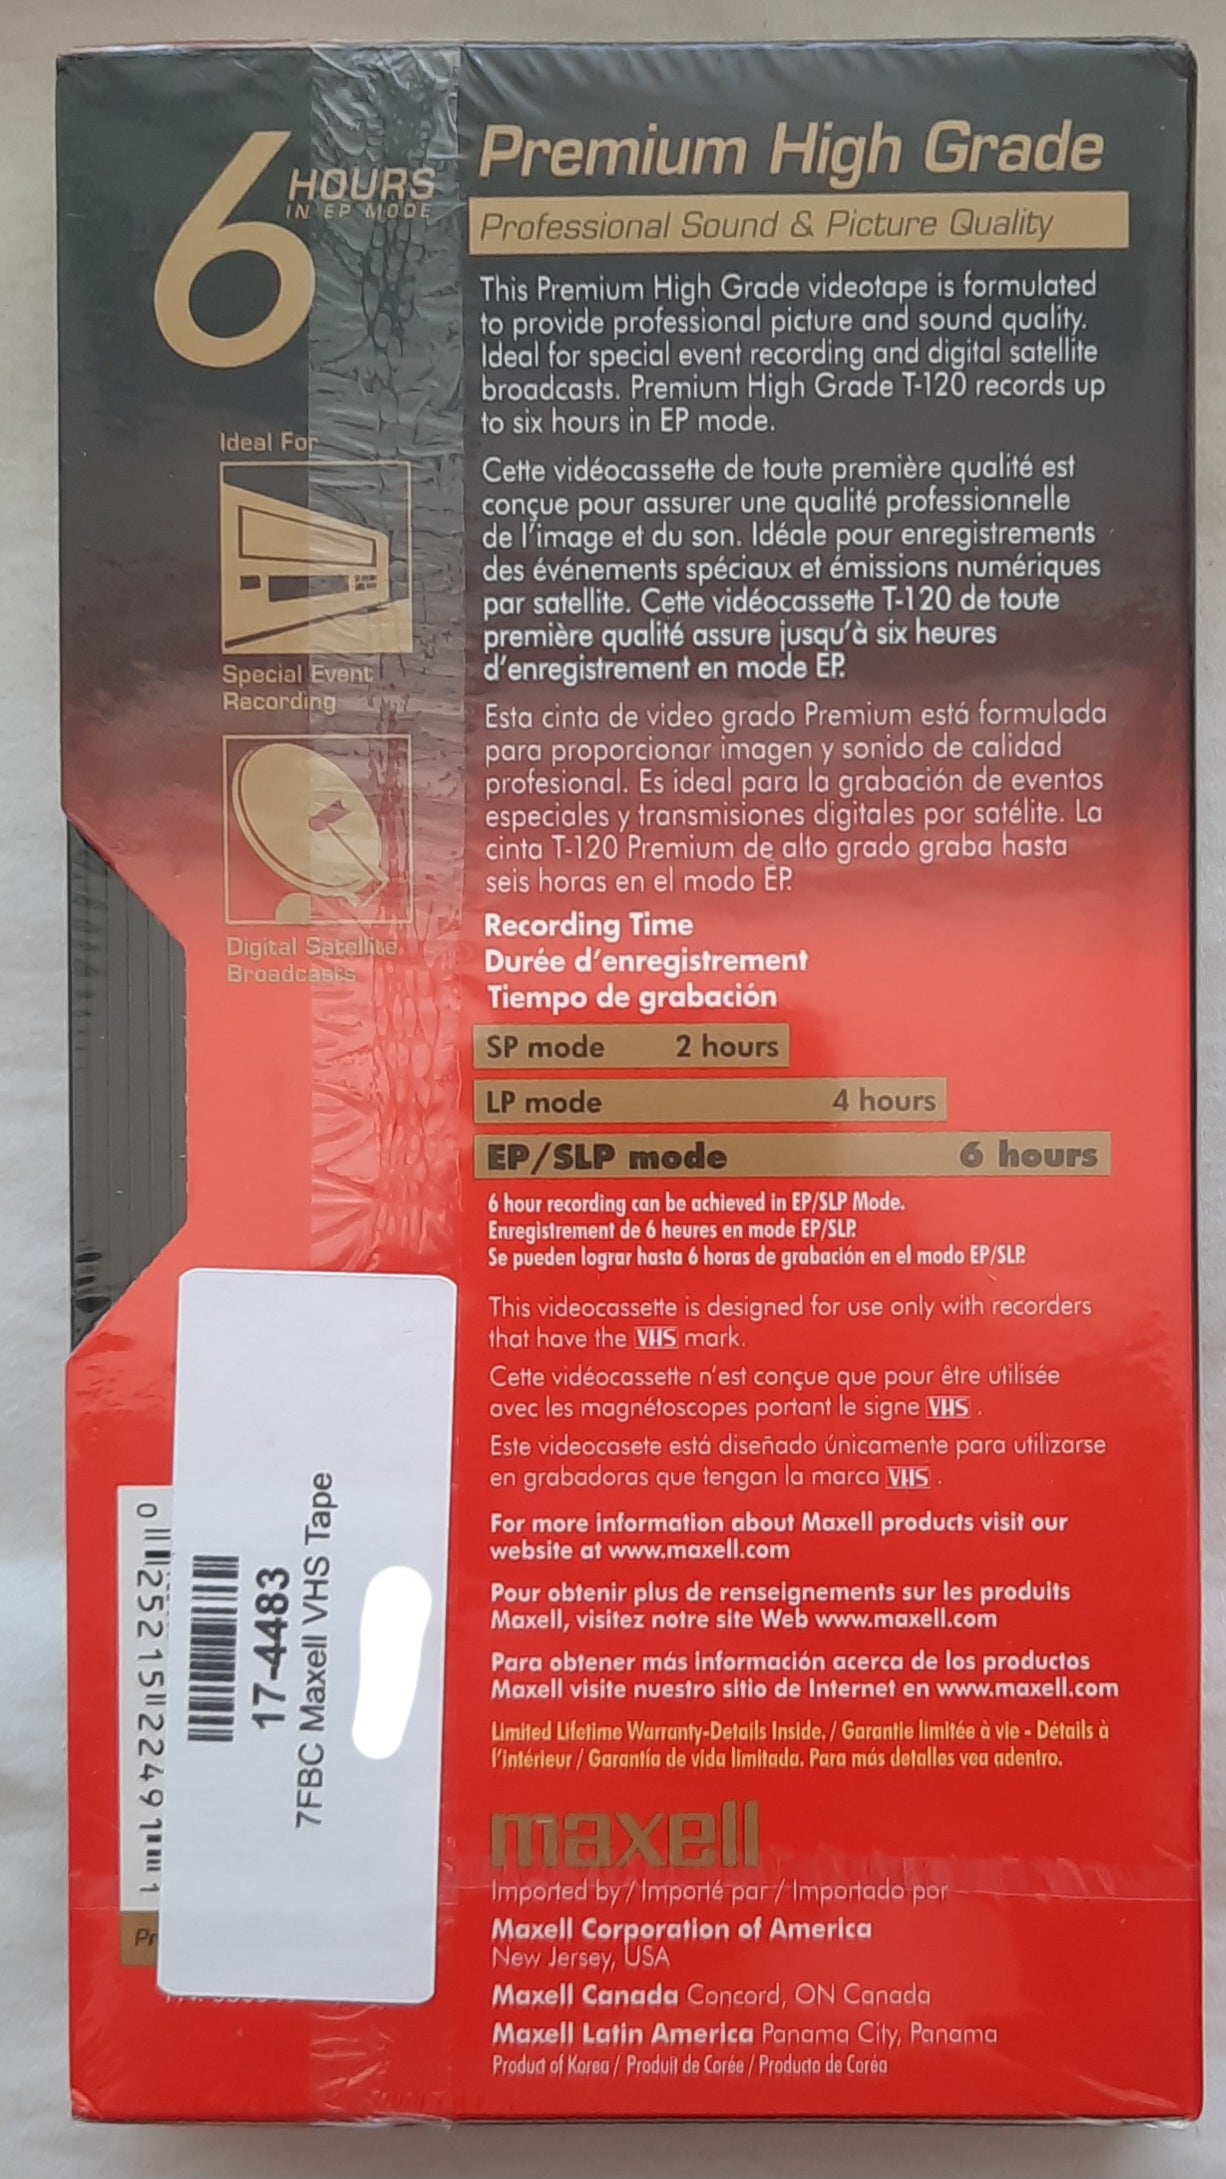 6
HOURS
IN EP MODE
Ideal For
Special Event
Recording
Digital Satellite
Broadcasts
Premium High Grade
Professional Sound & Picture Quality
This Premium High Grade videotape is formulated
to provide professional picture and sound quality.
Ideal for special event recording and digital satellite
broadcasts. Premium High Grade T-120 records up
to six hours in EP mode.
Cette vidéocassette de toute première qualité est
conçue pour assurer une qualité professionnelle
de l'image et du son. Idéale pour enregistrements
des événements spéciaux et émissions numériques
par satellite. Cette vidéocassette T-120 de toute
première qualité assure jusqu'à six heures
d'enregistrement en mode EP.
Esta cinta de video grado Premium está formulada
para proporcionar imagen y sonido de calidad
profesional. Es ideal para la grabación de eventos
especiales y transmisiones digitales por satélite. La
cinta T-120 Premium de alto grado graba hasta
seis horas en el modo EP.
Recording Time
Durée d'enregistrement
Tiempo de grabación
SP mode 2 hours
LP mode 4 hours
EP/SLP mode 6 hours
6 hour recording can be achieved in EP/SLP Mode.
Enregistrement de 6 heures en mode EP/SLP.
Se pueden lograr hasta 6 horas de grabación en el modo EP/SLP.
This videocassette is designed for use only with recorders
that have the VHS mark.
Cette vidéocassette n'est conçue que pour être utilisée
avec les magnétoscopes portant le signe VHS .
Este videocasete está diseñado únicamente para utilizarse
en grabadoras que tengan la marca VHS .
For more information about Maxell products visit our
website at www.maxell.com
Pour obtenir plus de renseignements sur les produits
Maxell, visitez notre site Web www.maxell.com
Para obtener más información acerca de los productos
Maxell visite nuestro sitio de Internet en www.maxell.com
Limited Lifetime Warranty-Details Inside. / Garantie limitée à vie - Détails à
l'intérieur / Garantía de vida limitada. Para más detalles vea adentro.
maxell
Imported by / Importé par / Importado por
Maxell Corporation of America
New Jersey, USA
Maxell Canada Concord, ON Canada
Maxell Latin America Panama City, Panama
Product of Korea / Produit de Corée / Producto de Coréa
17-4483
7FBC Maxell VHS Tape
0 25215 22491 1